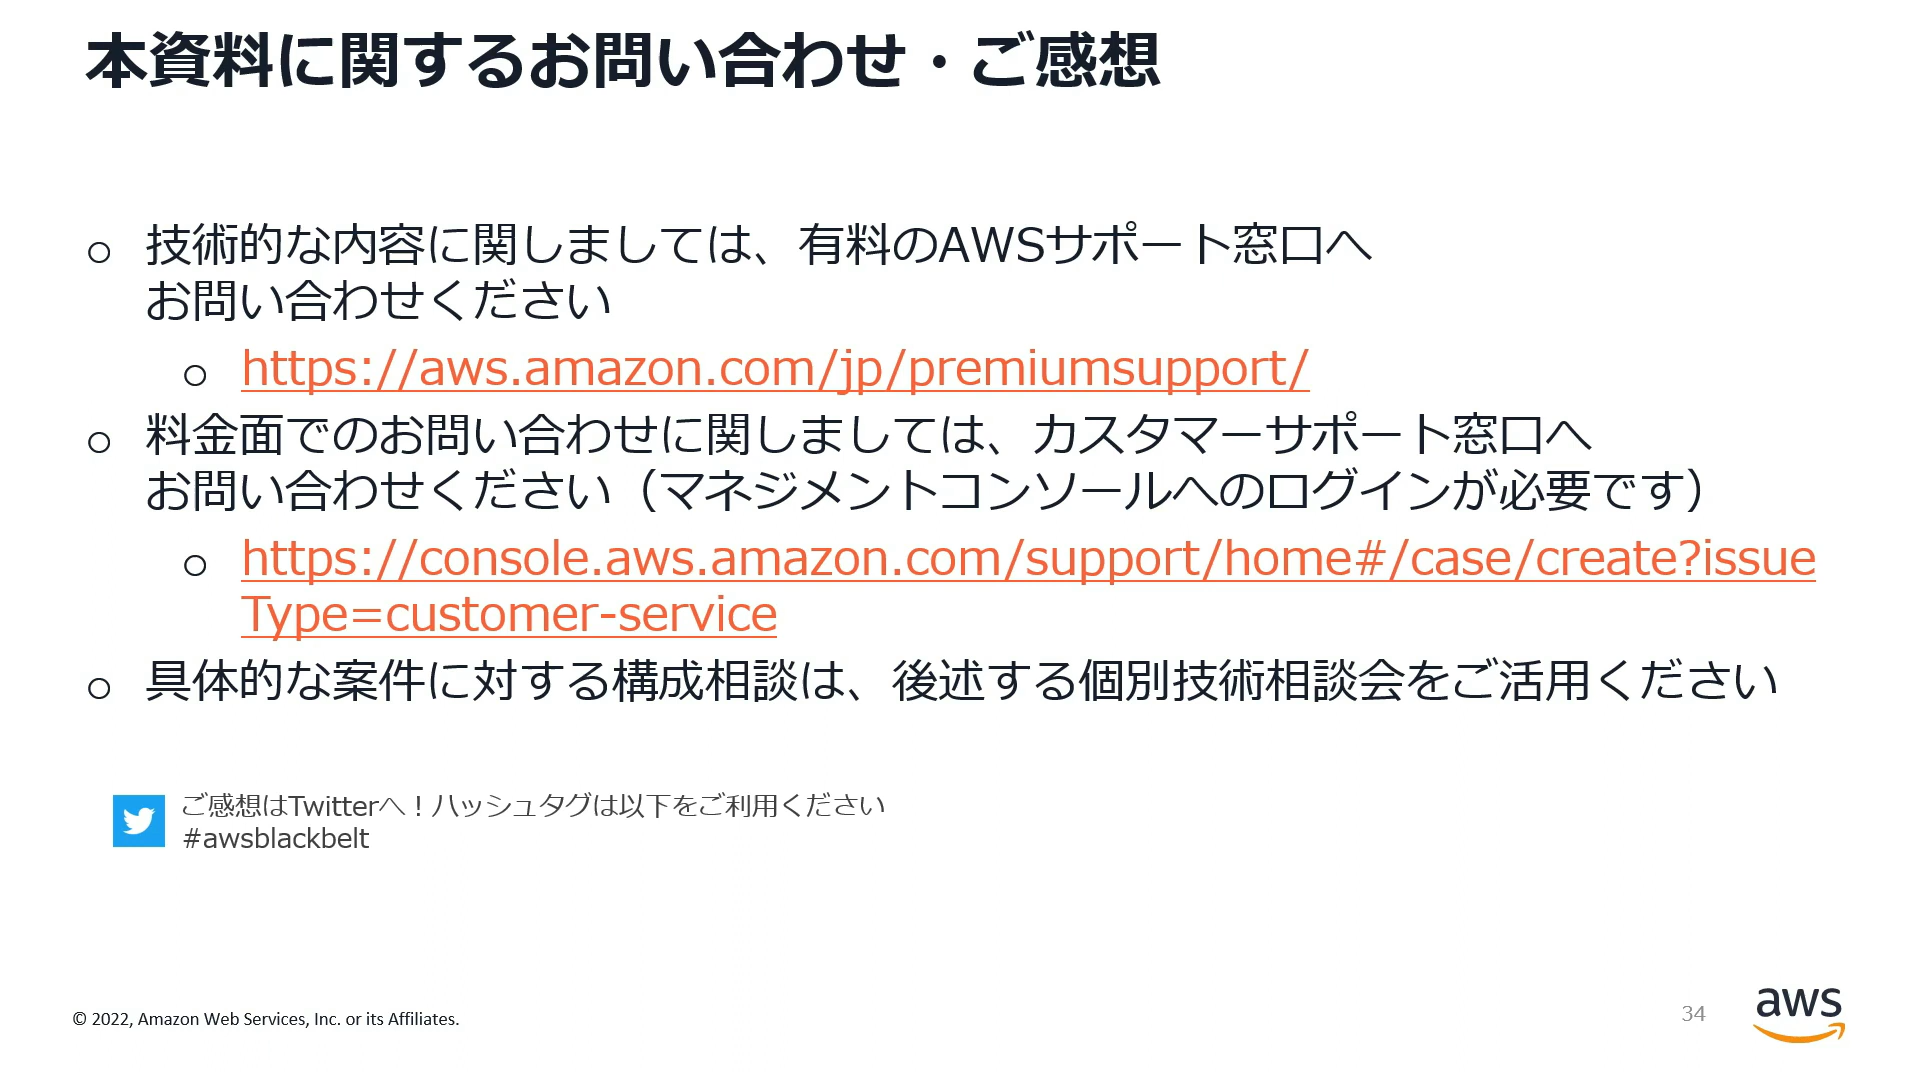 本資料に関するお問い合わせ・ご感想
○ 技術的な内容に関しましては、有料のAWSサポート窓口へ
お問い合わせください
○ https://aws.amazon.com/jp/premiumsupport/
○ 料金面でのお問い合わせに関しましては、カスタマーサポート窓口へ
お問い合わせください（マネジメントコンソールへのログインが必要です）
○ https://console.aws.amazon.com/support/home#/case/create?issue
Type=customer-service
○ 具体的な案件に対する構成相談は、後述する個別技術相談会をご活用ください
ご感想はTwitterへ！ハッシュタグは以下をご利用ください
#awsblackbelt
© 2022, Amazon Web Services, Inc. or its Affiliates.
34
aws